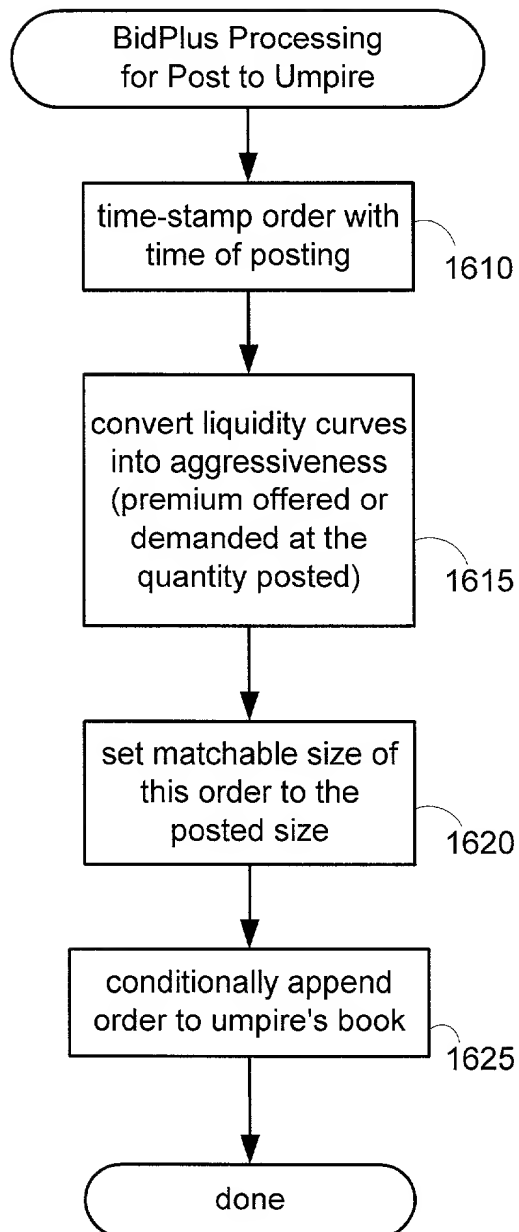 BidPlus Processing
for Post to Umpire
time-stamp order with
time of posting
1610
convert liquidity curves
into aggressiveness
(premium offered or
demanded at the
quantity posted)
1615
set matchable size of
this order to the
posted size
1620
conditionally append
order to umpire's book
1625
done